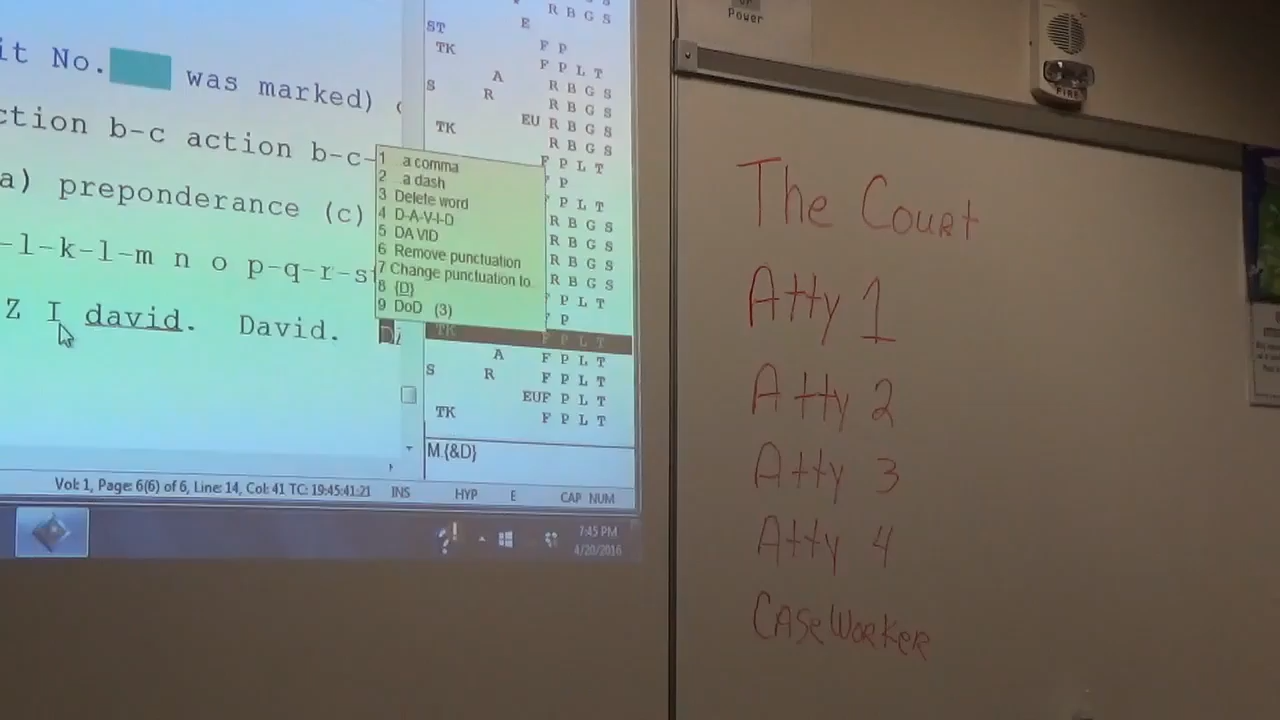 it No. was marked)
ction b-c action b-c-
a) preponderance (c)
-l-k-l-m n o p-q-r-st
Z I david. David. DA
1 a comma
2 a dash
3 Delete word
4 D-A-V-I-D
5 DA VID
6 Remove punctuation
7 Change punctuation to
8 {D}
9 DoD (3)
R B G S
E
ST
F P
TK
F P L T
A R B G S
S R R B G S
EU R B G S
TK R B G S
F P L T
P
P L T
R B G S
R B G S
R B G S
R B G S
P L T
P
TK F P L T
A F P L T
S R F P L T
EUF P L T
TK F P L T
M.{&D}
Vol: 1, Page: 6(6) of 6, Line: 14, Col: 41 TC: 19:45:41:21 INS HYP E CAP NUM
7:45 PM
4/20/2016
or
Power
FIRE
The Court
Atty 1
Atty 2
Atty 3
Atty 4
CASeWorKer